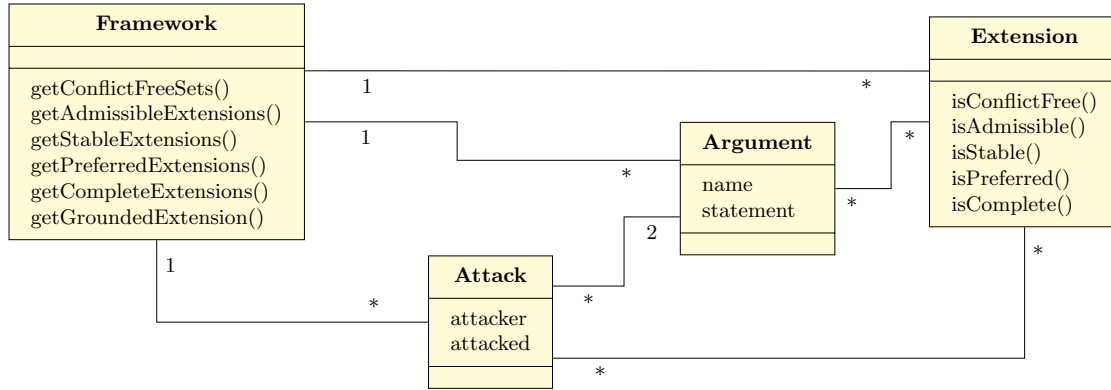 Framework
getConflictFreeSets()
getAdmissibleExtensions()
getStableExtensions()
getPreferredExtensions()
getCompleteExtensions()
getGroundedExtension()
1
*
1
*
1
*
Extension
isConflictFree()
isAdmissible()
isStable()
isPreferred()
isComplete()
Argument
name
statement
*
*
2
*
Attack
attacker
attacked
*
*